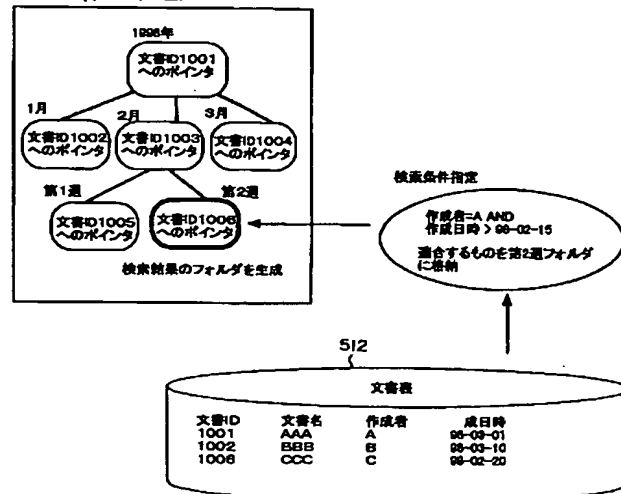 1998年
文書ID1001
へのポインタ
1月
2月
3月
文書ID1002
へのポインタ
文書ID1003
へのポインタ
文書ID1004
へのポインタ
第1週
第2週
文書ID1005
へのポインタ
文書ID1006
へのポインタ
検索結果のフォルダを生成
検索条件指定
作成者=A AND
作成日時 > 98-02-15
適合するものを第2週フォルダ
に格納
512
文書表
文書ID 文書名 作成者 成日時
1001 AAA A 98-03-01
1002 BBB B 98-03-10
1006 CCC C 98-02-20